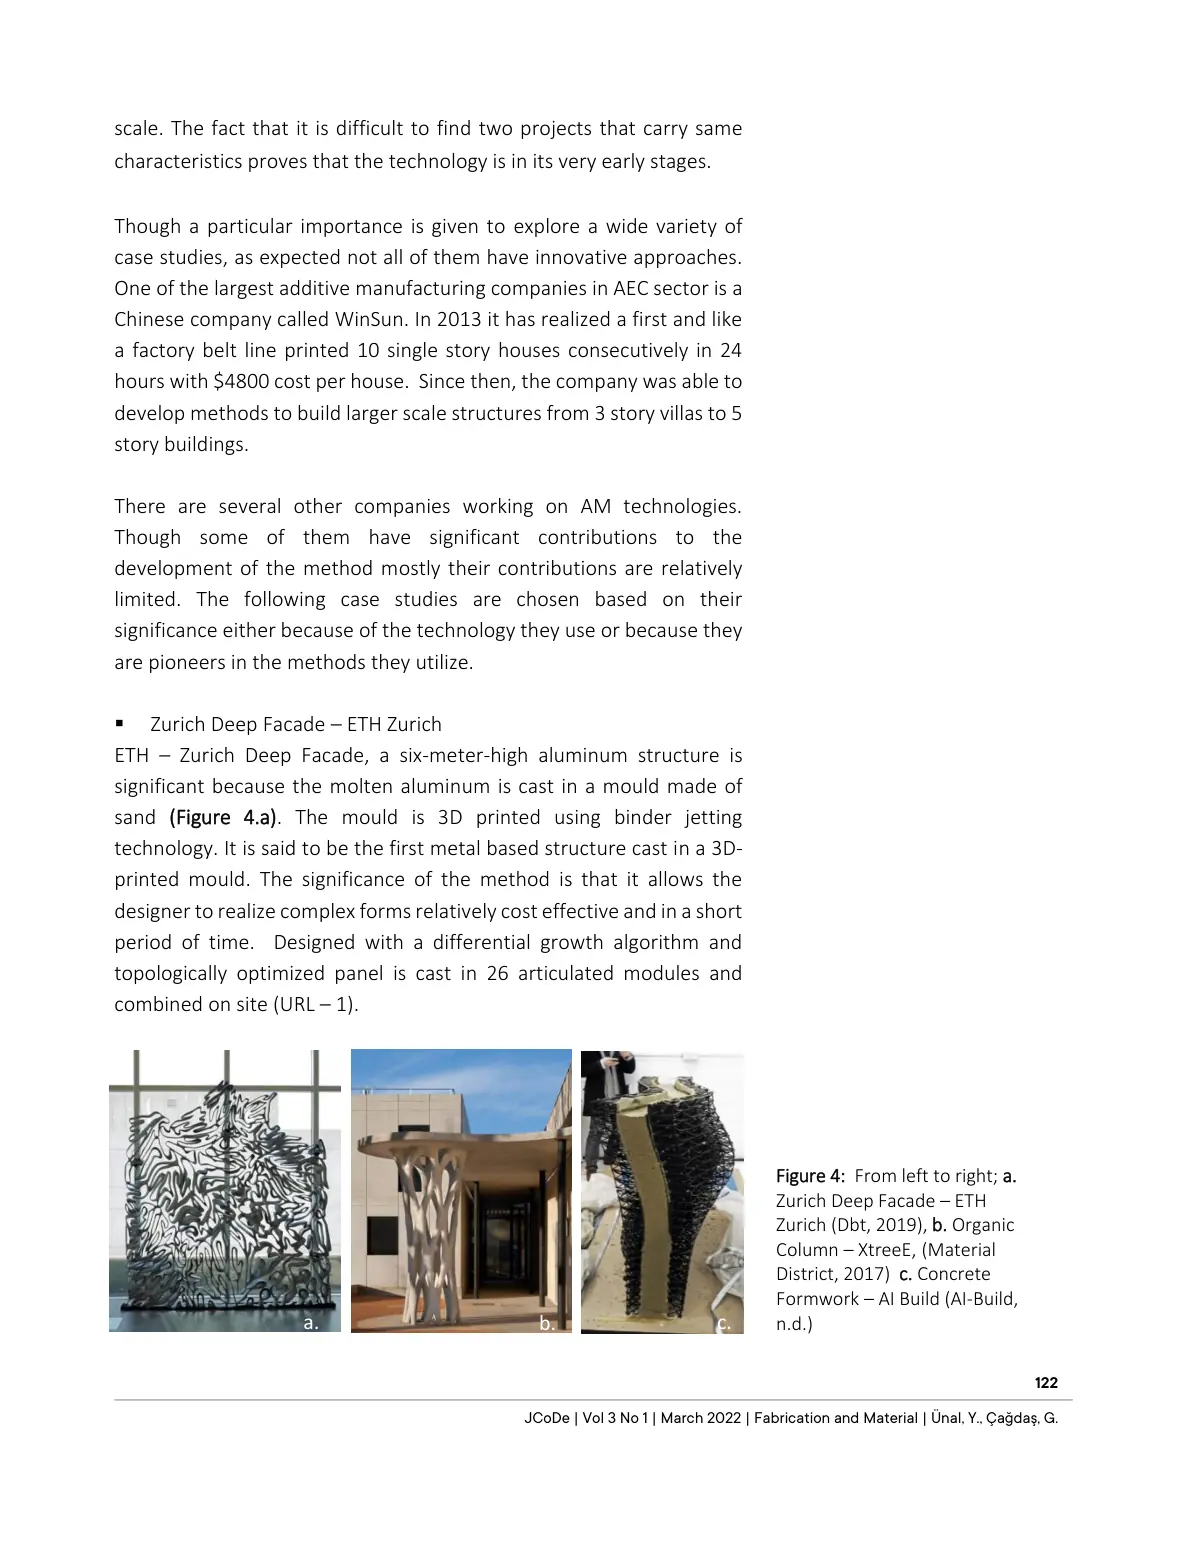 scale. The fact that it is difficult to find two projects that carry same
characteristics proves that the technology is in its very early stages.
Though a particular importance is given to explore a wide variety of
case studies, as expected not all of them have innovative approaches.
One of the largest additive manufacturing companies in AEC sector is a
Chinese company called WinSun. In 2013 it has realized a first and like
a factory belt line printed 10 single story houses consecutively in 24
hours with $4800 cost per house.  Since then, the company was able to
develop methods to build larger scale structures from 3 story villas to 5
story buildings.
There are several other companies working on AM technologies.
Though some of them have significant contributions to the
development of the method mostly their contributions are relatively
limited. The following case studies are chosen based on their
significance either because of the technology they use or because they
are pioneers in the methods they utilize.
▪ Zurich Deep Facade – ETH Zurich
ETH – Zurich Deep Facade, a six-meter-high aluminum structure is
significant because the molten aluminum is cast in a mould made of
sand (Figure 4.a). The mould is 3D printed using binder jetting
technology. It is said to be the first metal based structure cast in a 3D-
printed mould. The significance of the method is that it allows the
designer to realize complex forms relatively cost effective and in a short
period of time.  Designed with a differential growth algorithm and
topologically optimized panel is cast in 26 articulated modules and
combined on site (URL – 1).
a.
b.
c.
Figure 4:  From left to right; a.
Zurich Deep Facade – ETH
Zurich (Dbt, 2019), b. Organic
Column – XtreeE, (Material
District, 2017)  c. Concrete
Formwork – AI Build (AI-Build,
n.d.)
122
JCoDe | Vol 3 No 1 | March 2022 | Fabrication and Material | Ünal, Y., Çağdaş, G.